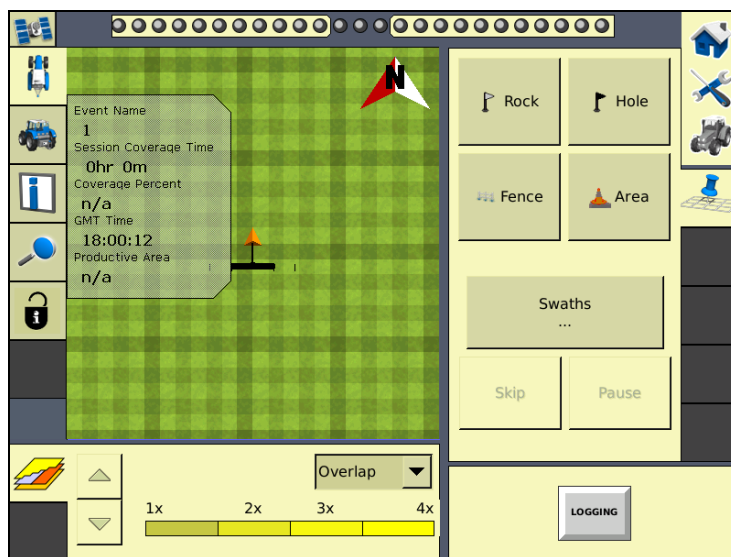 N
Event Name
1
Session Coverage Time
0hr 0m
Coverage Percent
n/a
GMT Time
18:00:12
Productive Area
n/a
Rock
Hole
Fence
Area
Swaths
...
Skip
Pause
Overlap
1x 2x 3x 4x
LOGGING